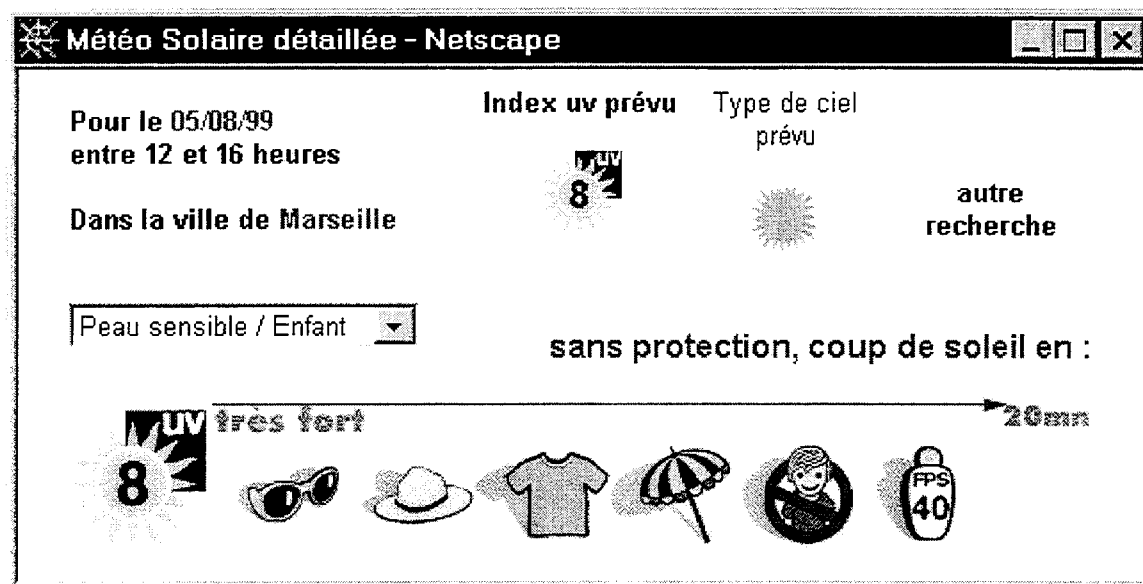 Météo Solaire détaillée - Netscape
Pour le 05/08/99
entre 12 et 16 heures
Dans la ville de Marseille
Index uv prévu
uv
8
Type de ciel
prévu
autre
recherche
Peau sensible / Enfant
sans protection, coup de soleil en :
uv
8
très fort
20mn
FPS
40